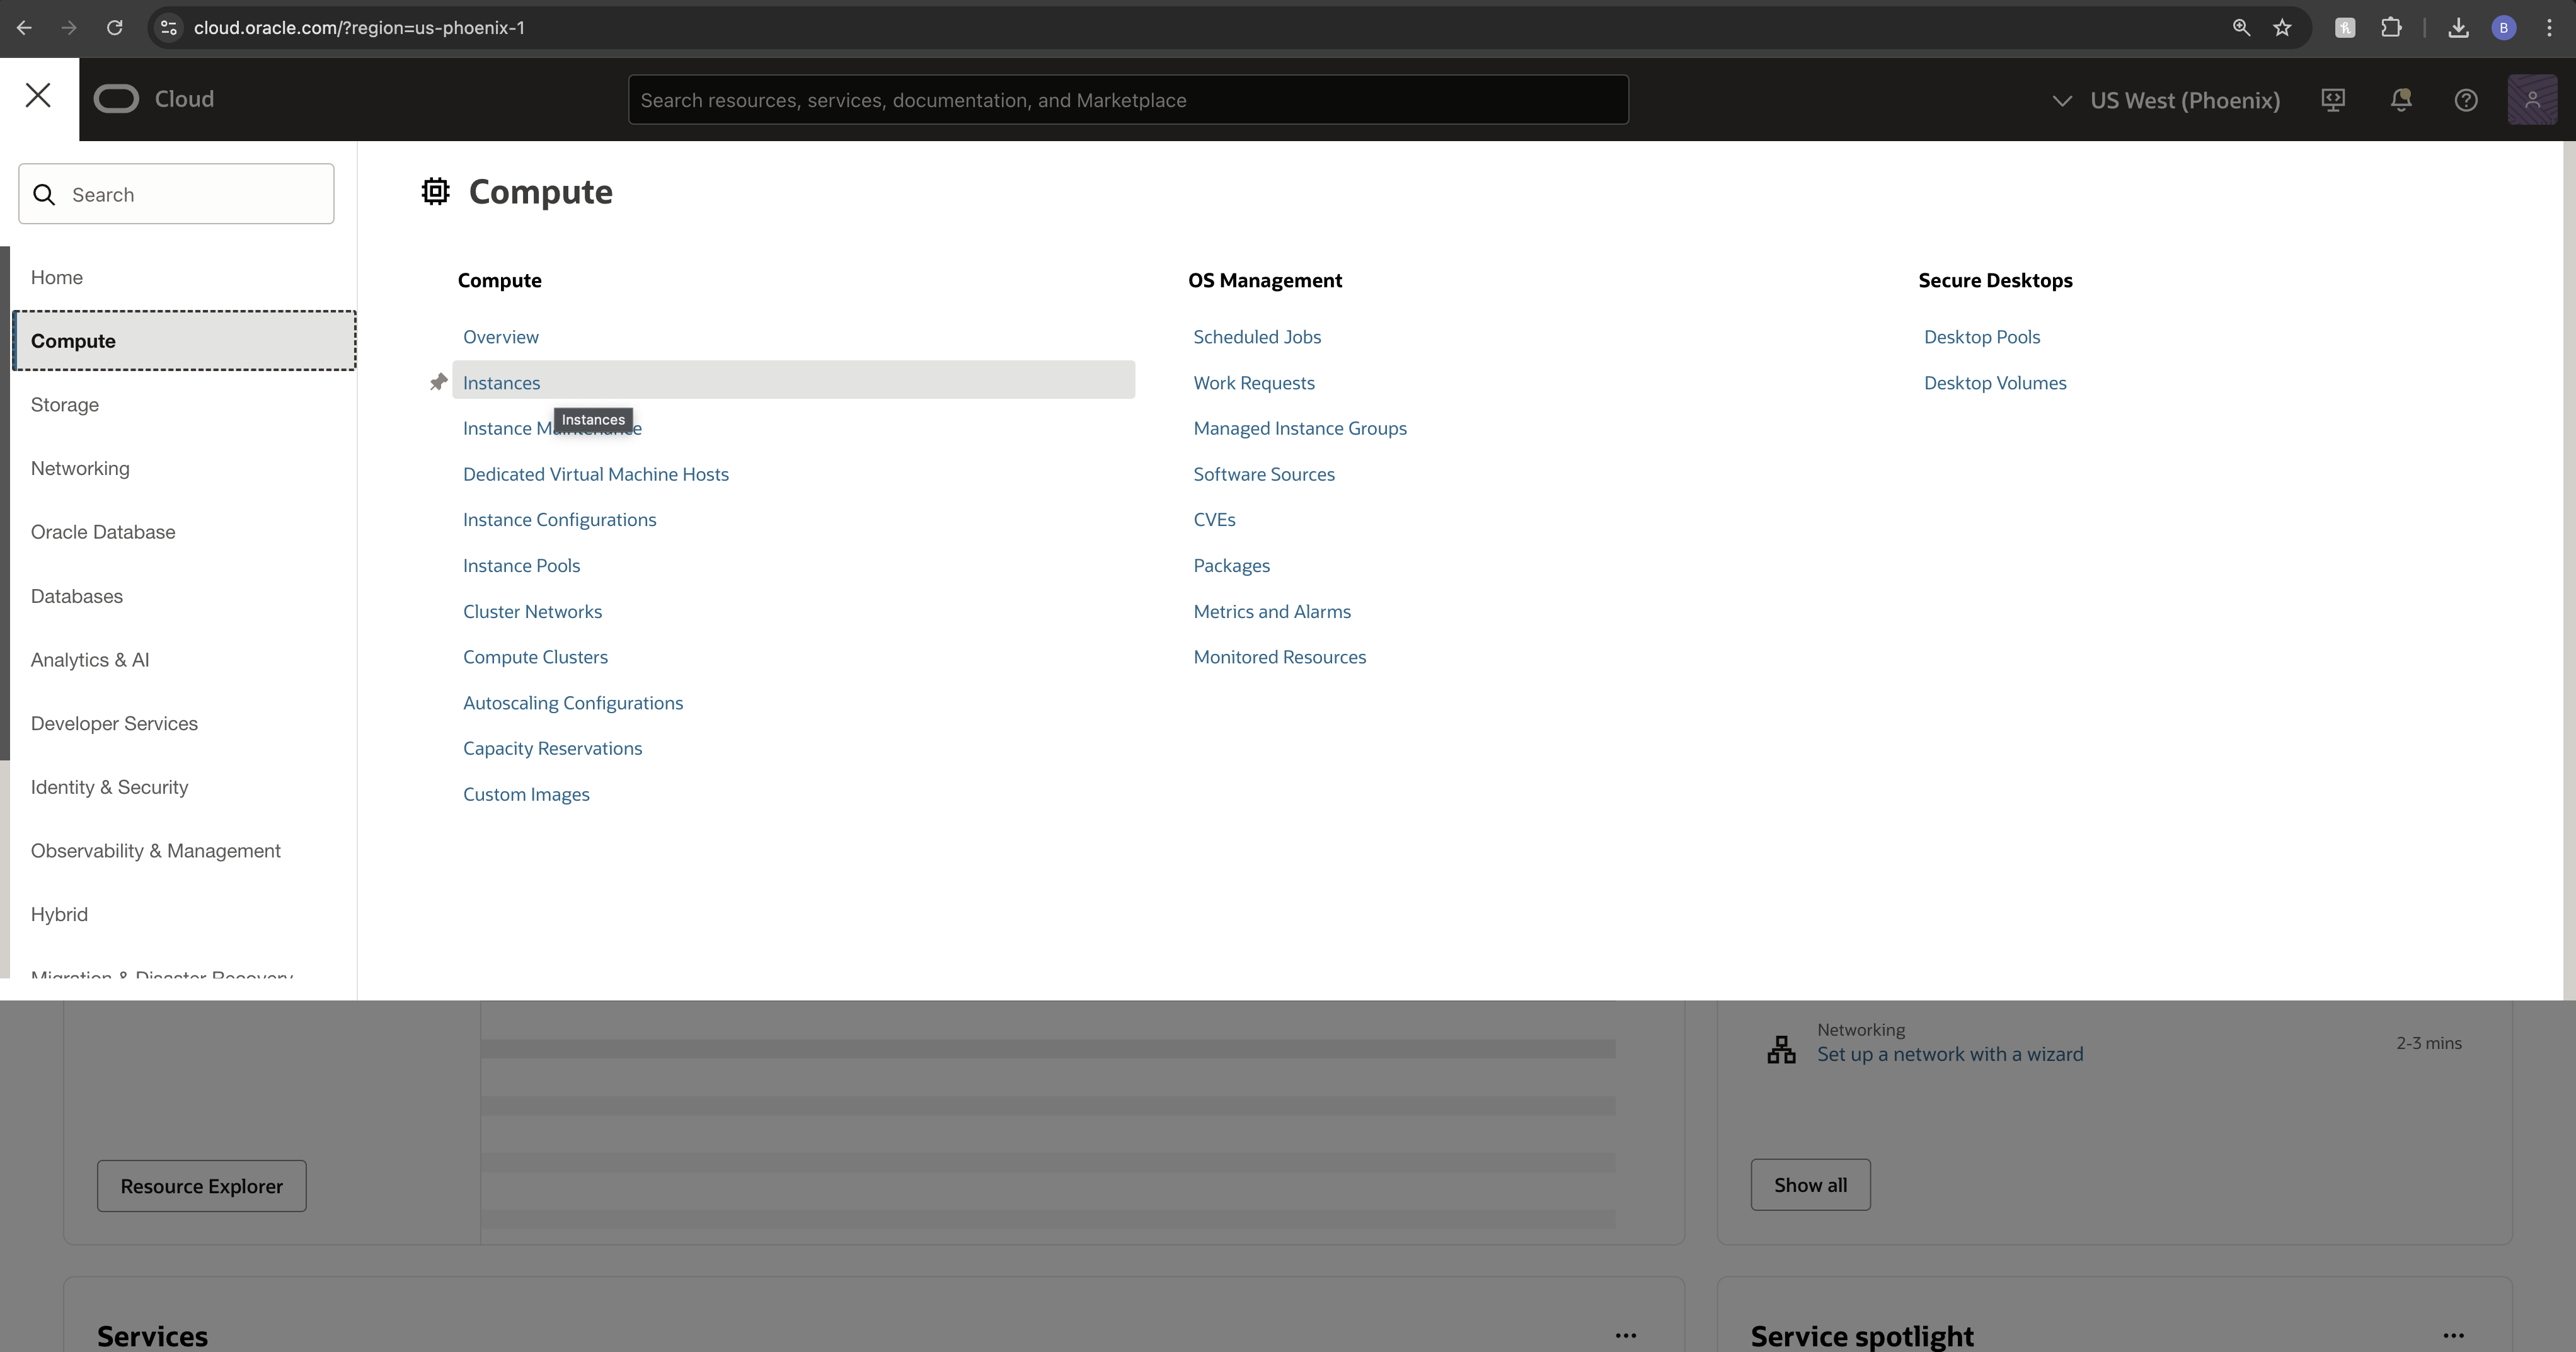 cloud.oracle.com/?region=us-phoenix-1
B
Cloud
Search resources, services, documentation, and Marketplace
US West (Phoenix)
Search
Home
Compute
Storage
Networking
Oracle Database
Databases
Analytics & AI
Developer Services
Identity & Security
Observability & Management
Hybrid
Migration & Disaster Recovery
Compute
Compute
Overview
Instances
Instances
Instance Maintenance
Dedicated Virtual Machine Hosts
Instance Configurations
Instance Pools
Cluster Networks
Compute Clusters
Autoscaling Configurations
Capacity Reservations
Custom Images
OS Management
Scheduled Jobs
Work Requests
Managed Instance Groups
Software Sources
CVEs
Packages
Metrics and Alarms
Monitored Resources
Secure Desktops
Desktop Pools
Desktop Volumes
Networking
Set up a network with a wizard
2-3 mins
Resource Explorer
Show all
Services
Service spotlight